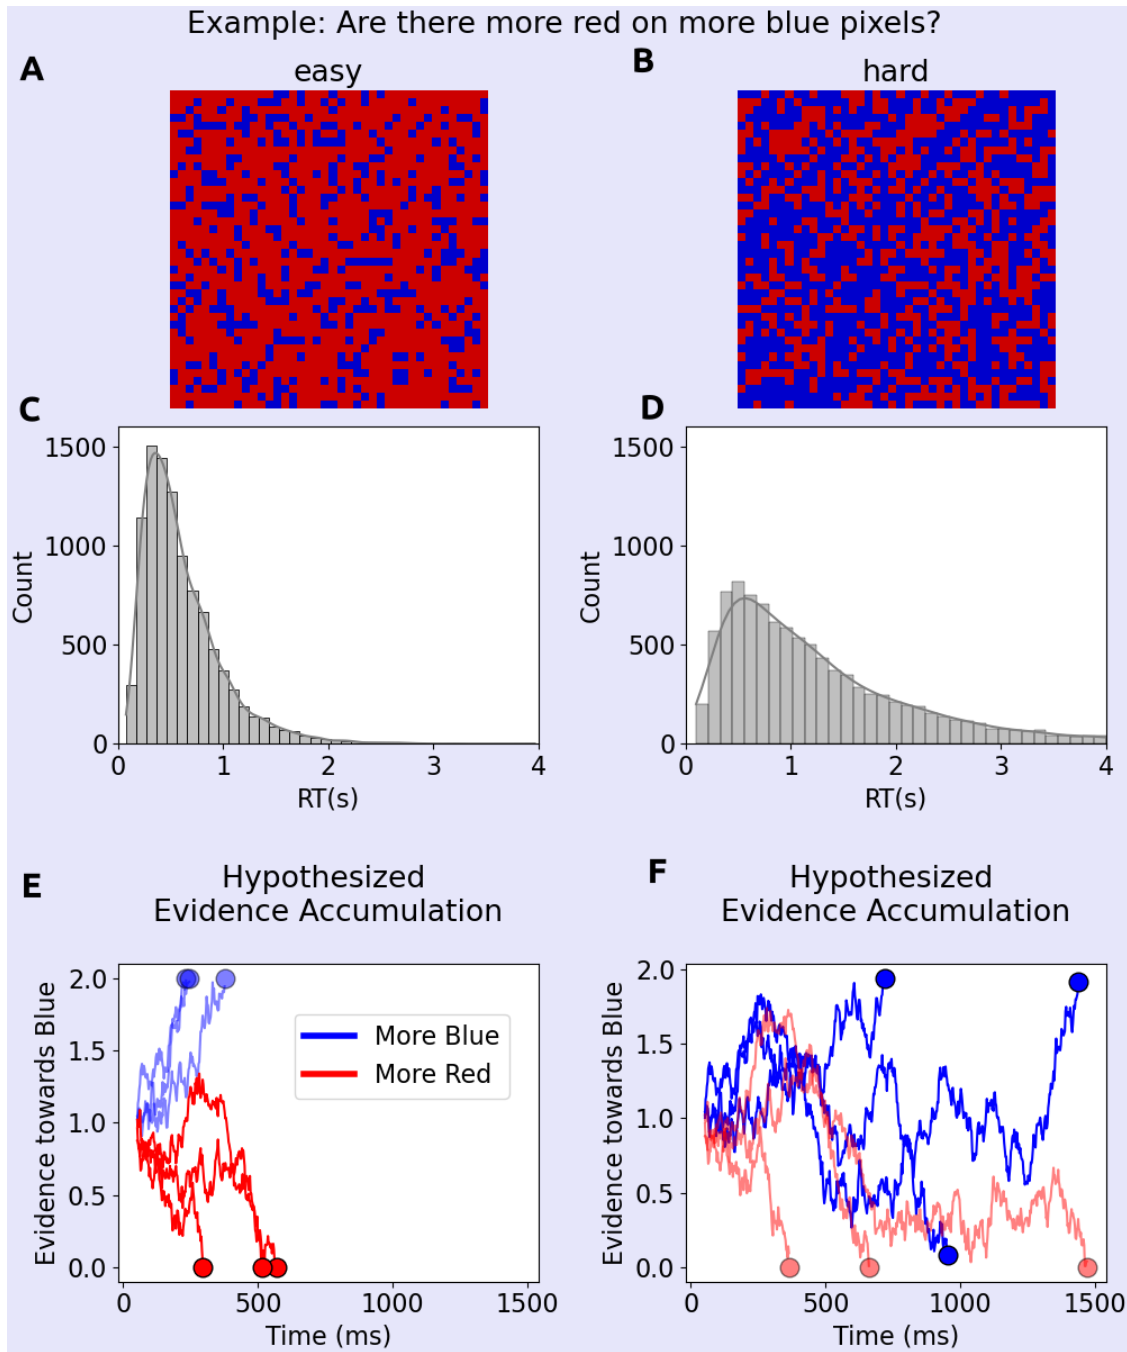 Example: Are there more red on more blue pixels?
A
easy
B
hard
C
1500
1000
500
0
Count
0 1 2 3 4
RT(s)
D
1500
1000
500
0
Count
0 1 2 3 4
RT(s)
E
Hypothesized
Evidence Accumulation
2.0
1.5
1.0
0.5
0.0
Evidence towards Blue
More Blue
More Red
0 500 1000 1500
Time (ms)
F
Hypothesized
Evidence Accumulation
2.0
1.5
1.0
0.5
0.0
Evidence towards Blue
0 500 1000 1500
Time (ms)